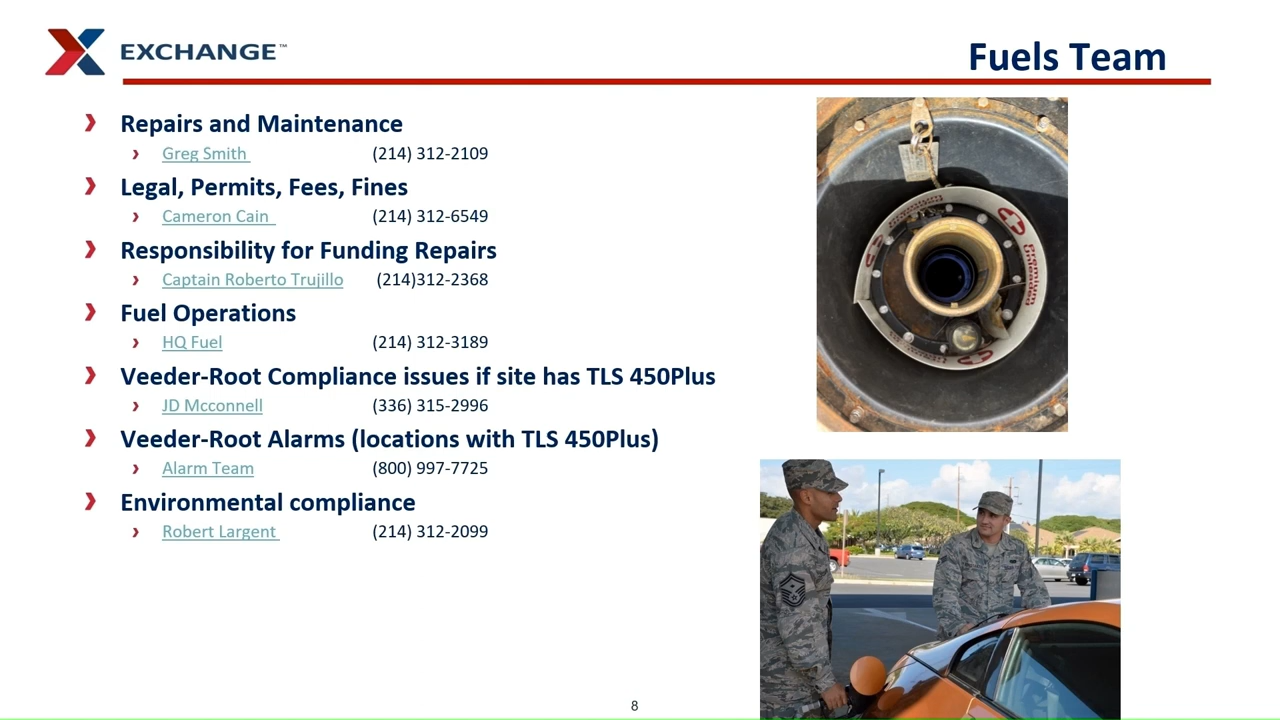 EXCHANGE™
Fuels Team
Repairs and Maintenance
Greg Smith (214) 312-2109
Legal, Permits, Fees, Fines
Cameron Cain (214) 312-6549
Responsibility for Funding Repairs
Captain Roberto Trujillo (214)312-2368
Fuel Operations
HQ Fuel (214) 312-3189
Veeder-Root Compliance issues if site has TLS 450Plus
JD Mcconnell (336) 315-2996
Veeder-Root Alarms (locations with TLS 450Plus)
Alarm Team (800) 997-7725
Environmental compliance
Robert Largent (214) 312-2099
Premium
Unleaded
8